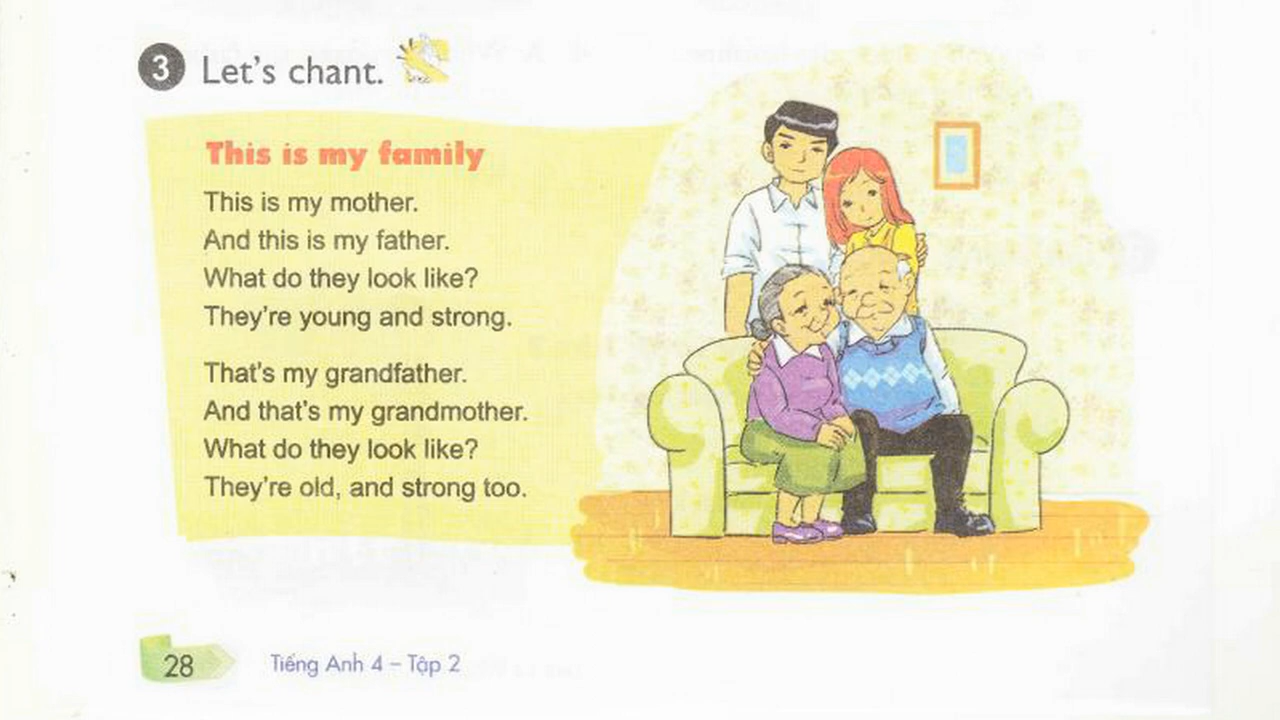 3 Let's chant.
This is my family
This is my mother.
And this is my father.
What do they look like?
They're young and strong.
That's my grandfather.
And that's my grandmother.
What do they look like?
They're old, and strong too.
28 Tiếng Anh 4 – Tập 2